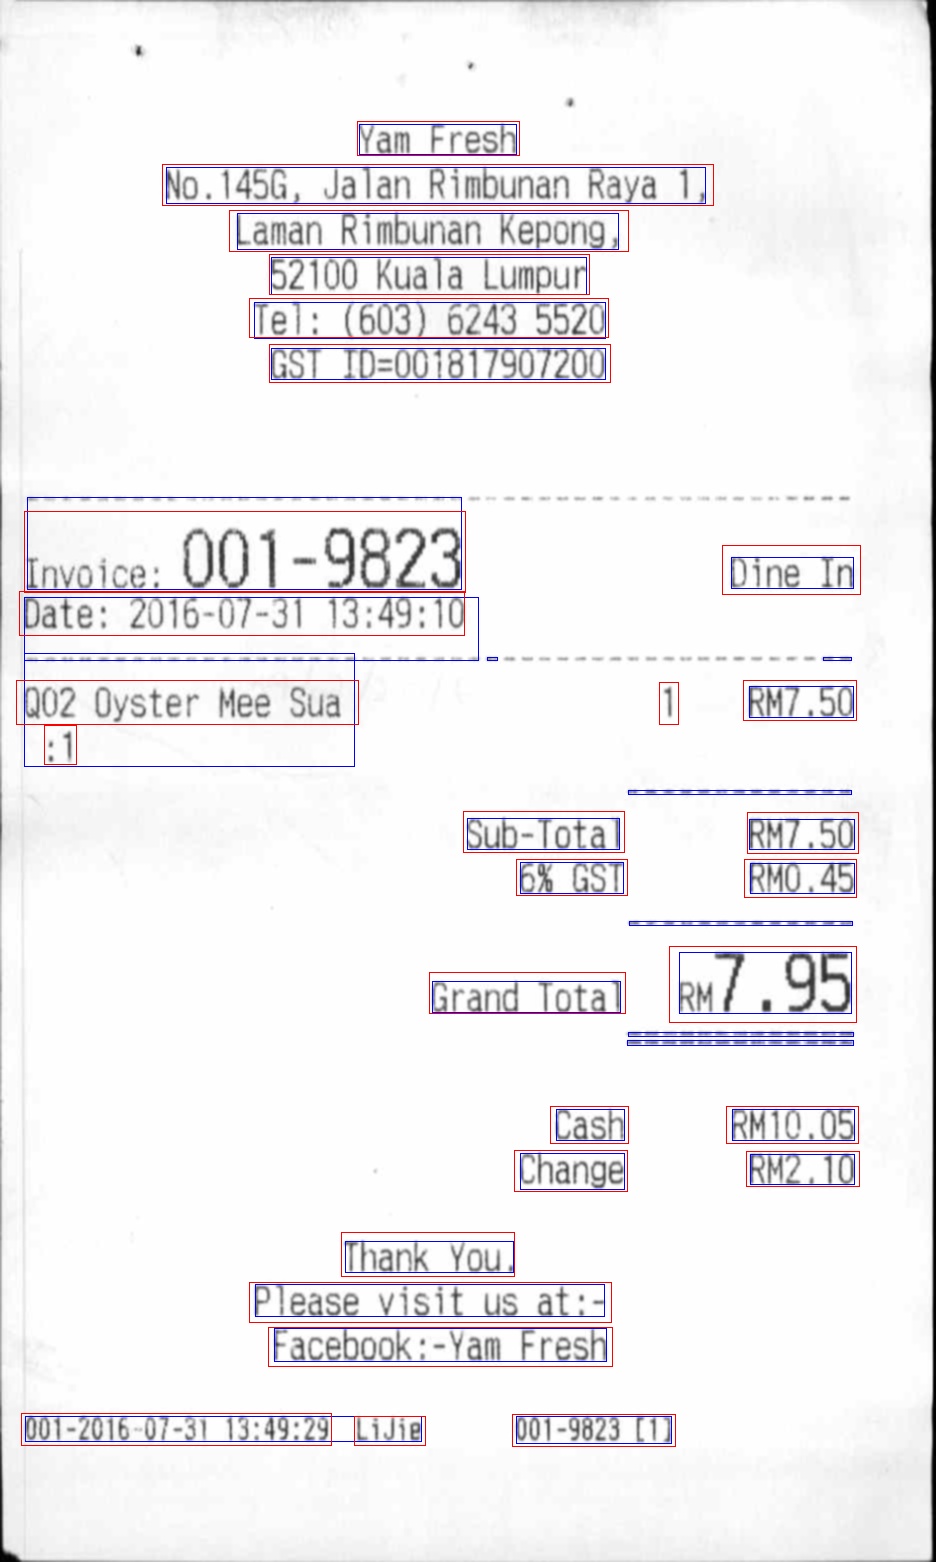 Yam Fresh
No.145G, Jalan Rimbunan Raya 1,
Laman Rimbunan Kepong,
52100 Kuala Lumpur
Tel: (603) 6243 5520
GST ID=001817907200
Invoice: 001-9823 Dine In
Date: 2016-07-31 13:49:10
Q02 Oyster Mee Sua 1 RM7.50
:1
Sub-Total RM7.50
6% GST RM0.45
Grand Total RM7.95
Cash RM10.05
Change RM2.10
Thank You.
Please visit us at:-
Facebook:-Yam Fresh
001-2016-07-31 13:49:29 LiJie 001-9823 [1]